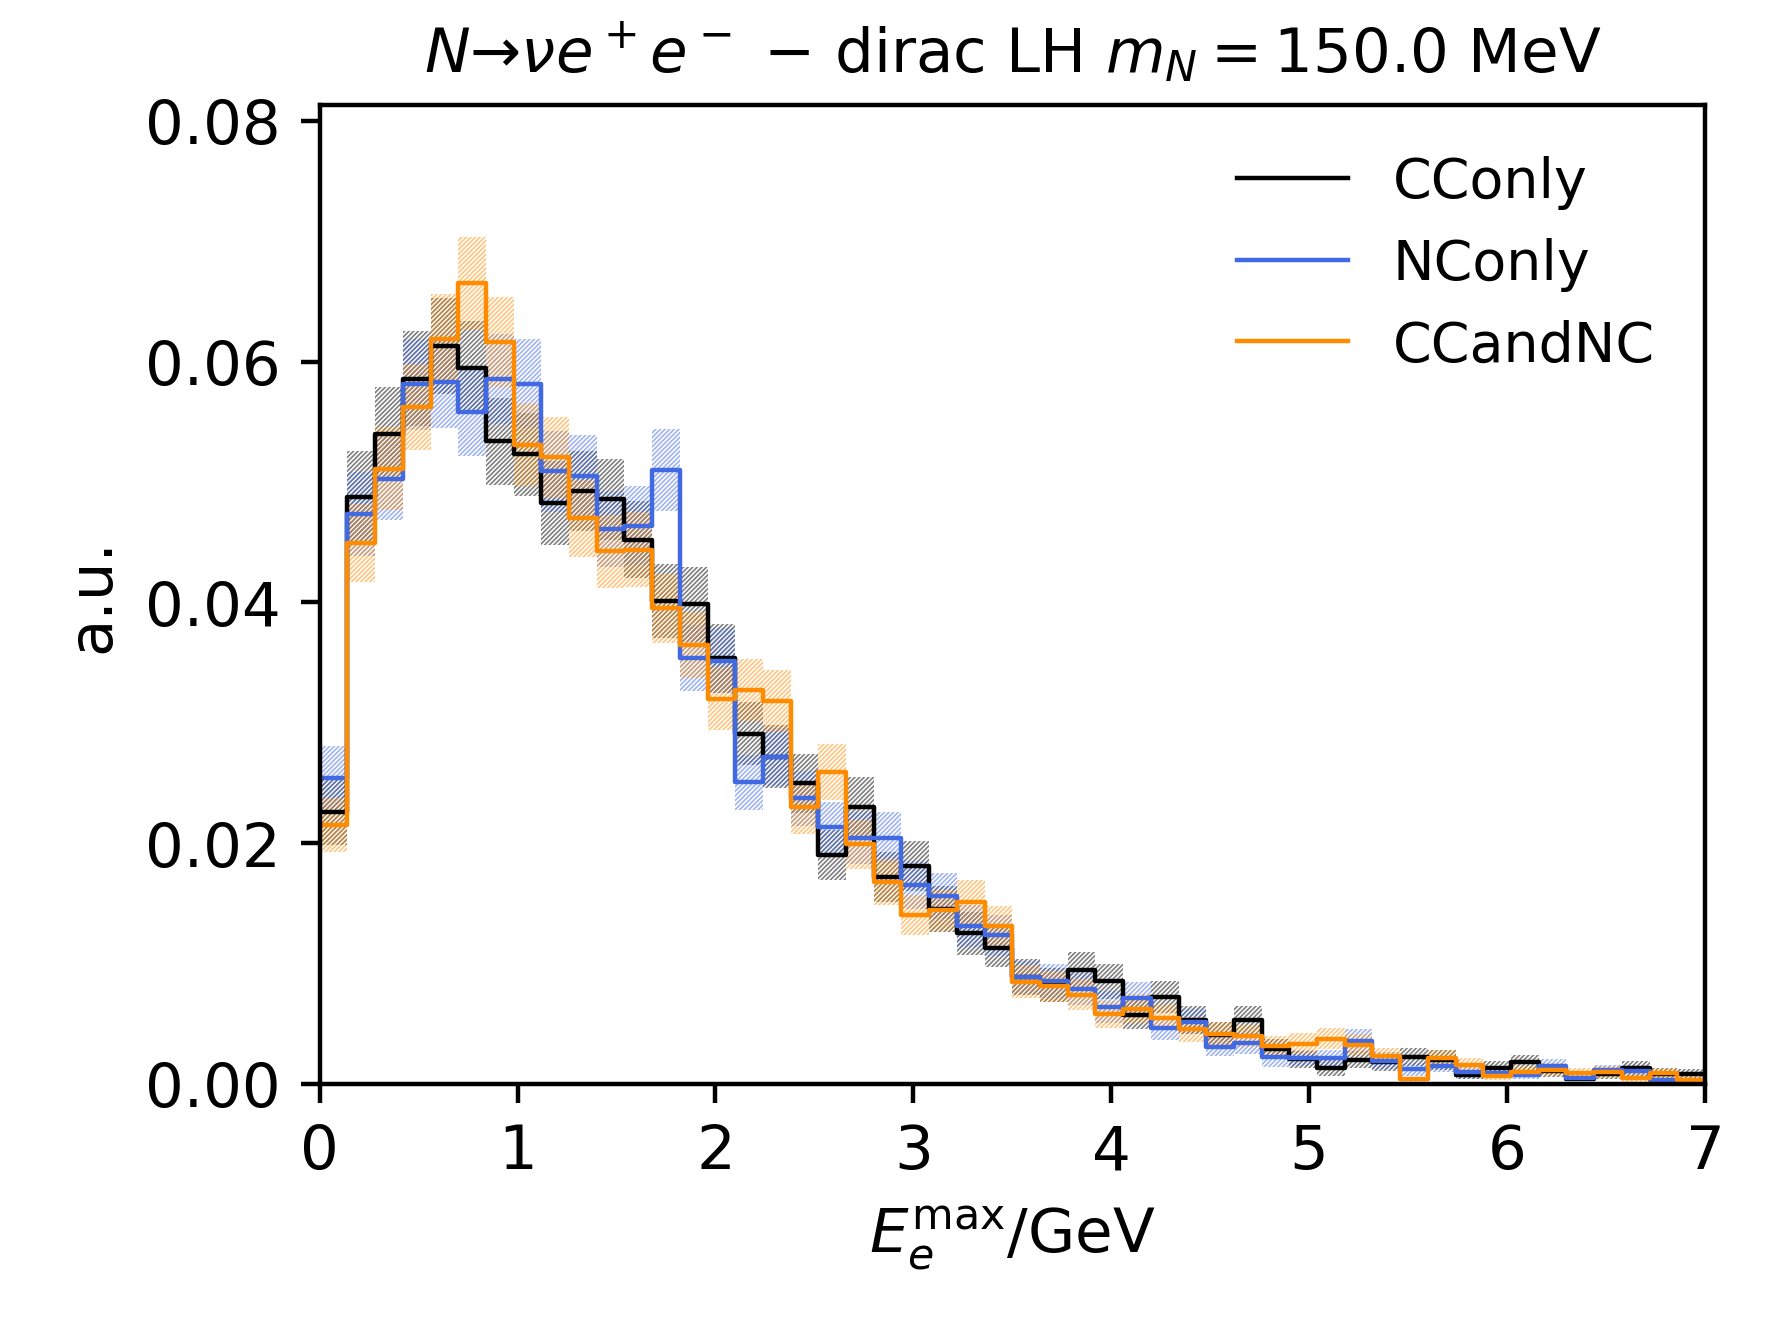 N→νe⁺e⁻ − dirac LH m_N = 150.0 MeV
0.08
0.06
0.04
0.02
0.00
a.u.
CConly
NConly
CCandNC
0 1 2 3 4 5 6 7
E_e^max/GeV